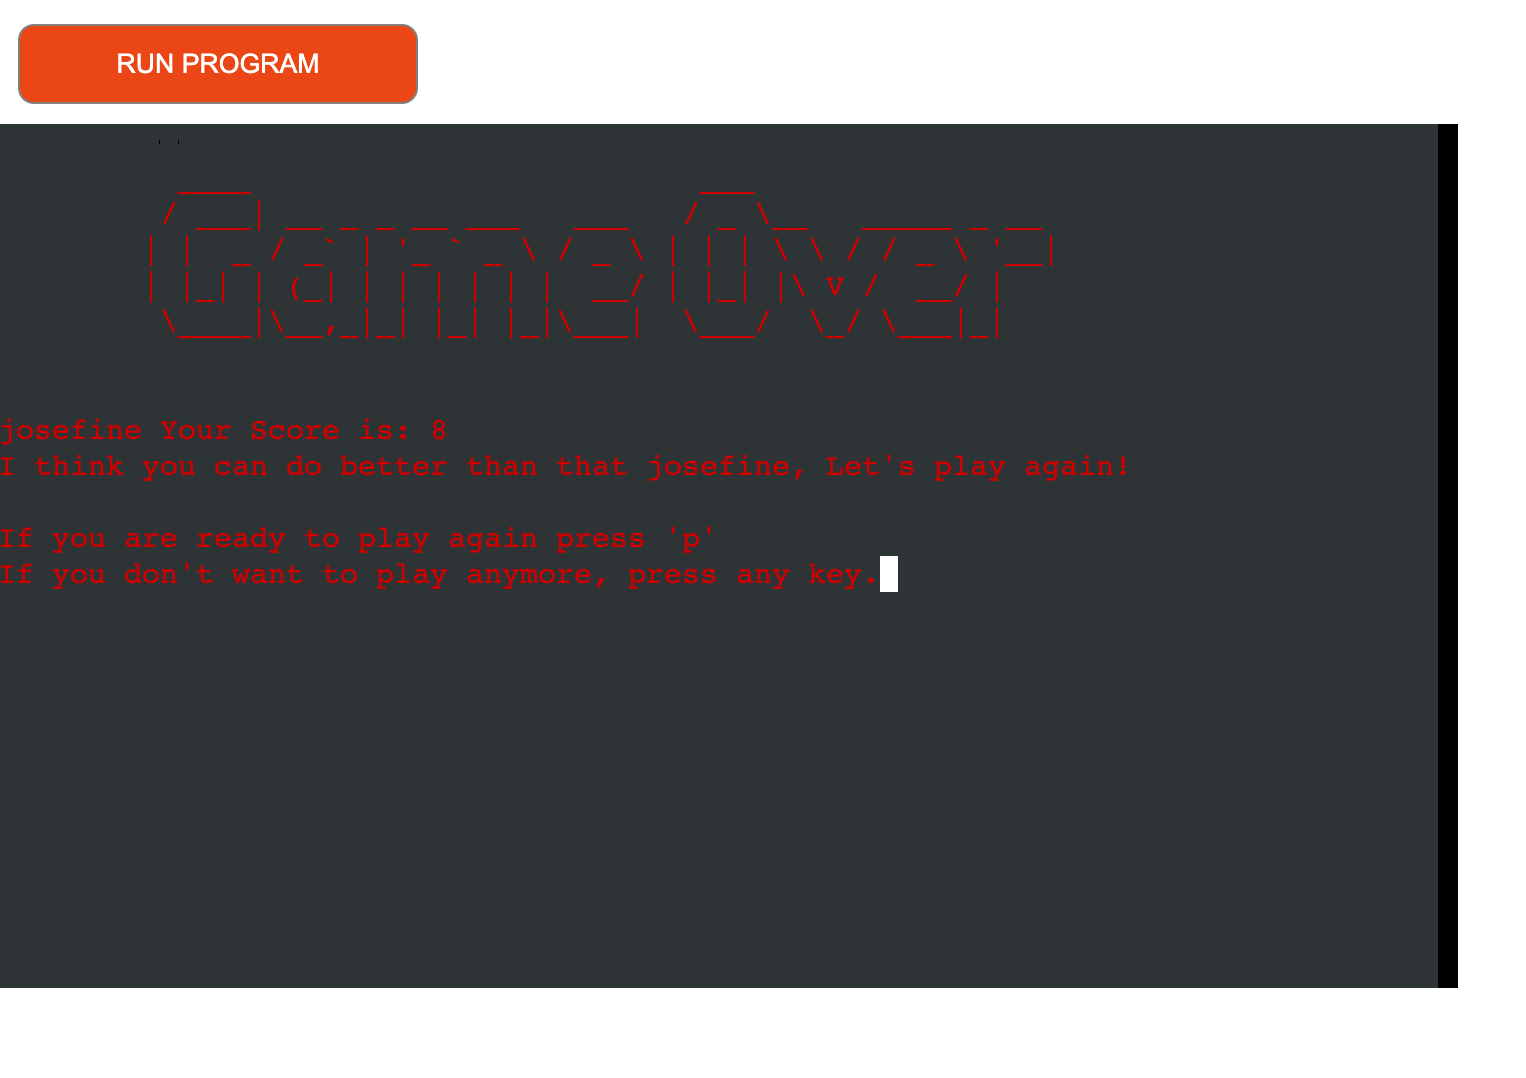 RUN PROGRAM
Game Over
josefine Your Score is: 8
I think you can do better than that josefine, Let's play again!
If you are ready to play again press 'p'
If you don't want to play anymore, press any key.